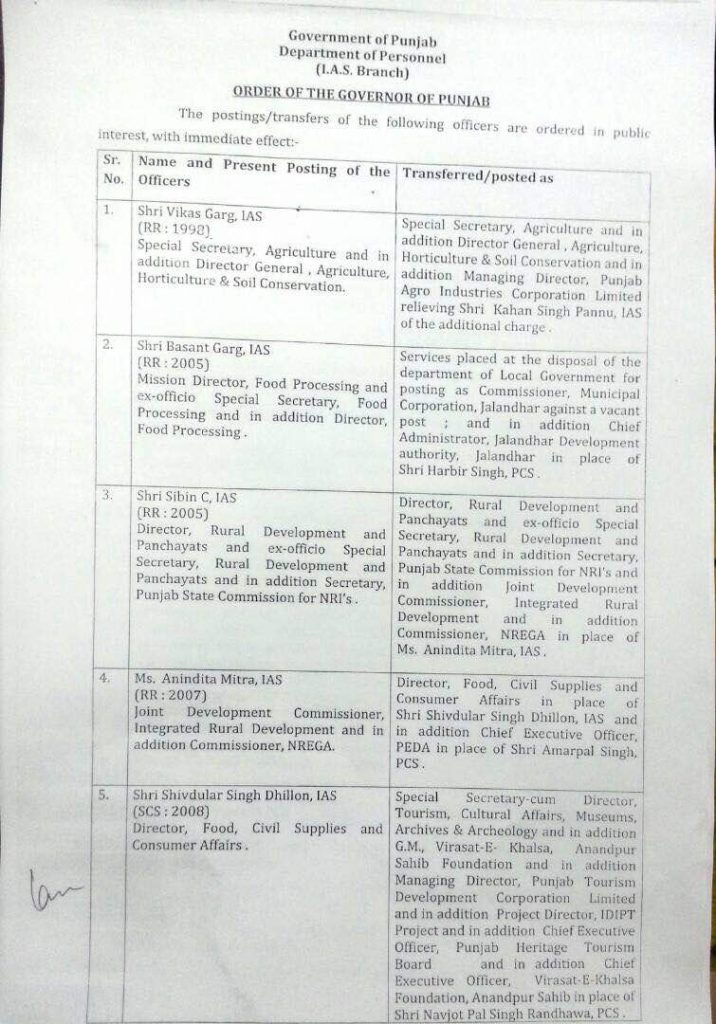 Government of Punjab
Department of Personnel
(I.A.S. Branch)
ORDER OF THE GOVERNOR OF PUNJAB
The postings/transfers of the following officers are ordered in public
interest, with immediate effect:-
Sr. No.
Name and Present Posting of the
Officers
Transferred/posted as
1.
Shri Vikas Garg, IAS
(RR : 1998)
Special Secretary, Agriculture and in
addition Director General , Agriculture,
Horticulture & Soil Conservation.
Special Secretary, Agriculture and in
addition Director General , Agriculture,
Horticulture & Soil Conservation and in
addition Managing Director, Punjab
Agro Industries Corporation Limited
relieving Shri Kahan Singh Pannu, IAS
of the additional charge .
2.
Shri Basant Garg, IAS
(RR : 2005)
Mission Director, Food Processing and
ex-officio Special Secretary, Food
Processing and in addition Director,
Food Processing .
Services placed at the disposal of the
department of Local Government for
posting as Commissioner, Municipal
Corporation, Jalandhar against a vacant
post ; and in addition Chief
Administrator, Jalandhar Development
authority, Jalandhar in place of
Shri Harbir Singh, PCS .
3.
Shri Sibin C, IAS
(RR : 2005)
Director, Rural Development and
Panchayats and ex-officio Special
Secretary, Rural Development and
Panchayats and in addition Secretary,
Punjab State Commission for NRI's .
Director, Rural Development and
Panchayats and ex-officio Special
Secretary, Rural Development and
Panchayats and in addition Secretary,
Punjab State Commission for NRI's and
in addition Joint Development
Commissioner, Integrated Rural
Development and in addition
Commissioner, NREGA in place of
Ms. Anindita Mitra, IAS .
4.
Ms. Anindita Mitra, IAS
(RR : 2007)
Joint Development Commissioner,
Integrated Rural Development and in
addition Commissioner, NREGA.
Director, Food, Civil Supplies and
Consumer Affairs in place of
Shri Shivdular Singh Dhillon, IAS and
in addition Chief Executive Officer,
PEDA in place of Shri Amarpal Singh,
PCS .
5.
Shri Shivdular Singh Dhillon, IAS
(SCS : 2008)
Director, Food, Civil Supplies and
Consumer Affairs .
Special Secretary-cum Director,
Tourism, Cultural Affairs, Museums,
Archives & Archeology and in addition
G.M., Virasat-E- Khalsa, Anandpur
Sahib Foundation and in addition
Managing Director, Punjab Tourism
Development Corporation Limited
and in addition Project Director, IDIPT
Project and in addition Chief Executive
Officer, Punjab Heritage Tourism
Board and in addition Chief
Executive Officer, Virasat-E-Khalsa
Foundation, Anandpur Sahib in place of
Shri Navjot Pal Singh Randhawa, PCS .